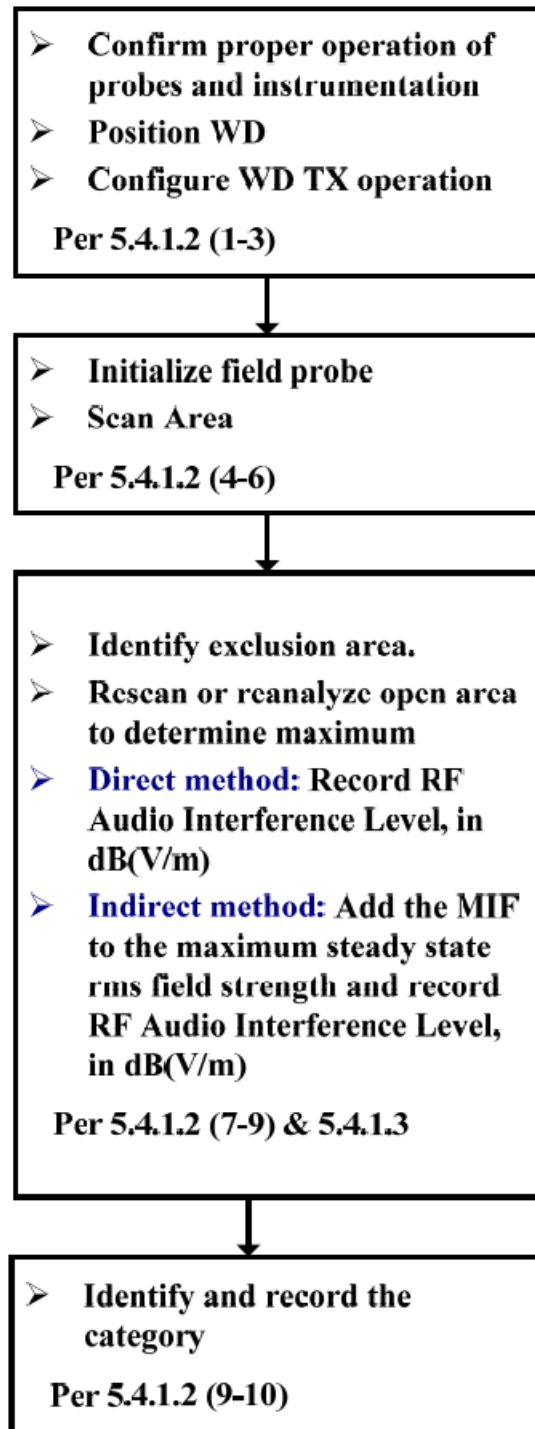 ➢ Confirm proper operation of
probes and instrumentation
➢ Position WD
➢ Configure WD TX operation
Per 5.4.1.2 (1-3)
➢ Initialize field probe
➢ Scan Area
Per 5.4.1.2 (4-6)
➢ Identify exclusion area.
➢ Rescan or reanalyze open area
to determine maximum
➢ Direct method: Record RF
Audio Interference Level, in
dB(V/m)
➢ Indirect method: Add the MIF
to the maximum steady state
rms field strength and record
RF Audio Interference Level,
in dB(V/m)
Per 5.4.1.2 (7-9) & 5.4.1.3
➢ Identify and record the
category
Per 5.4.1.2 (9-10)